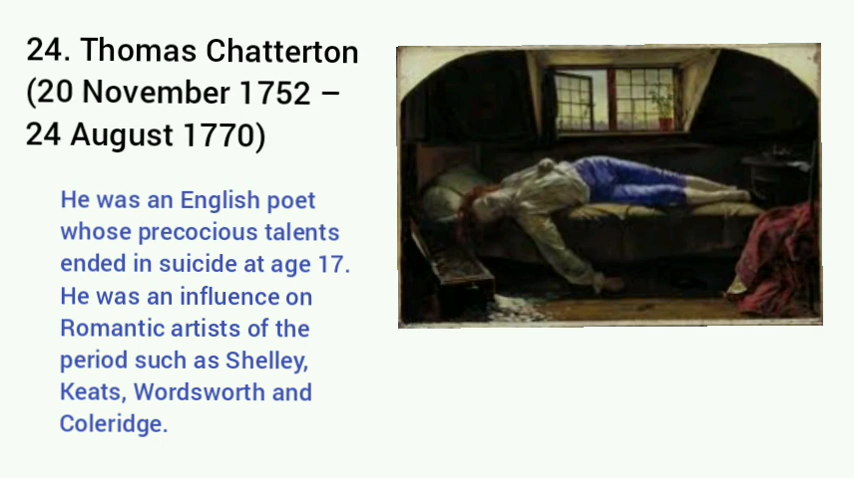 24. Thomas Chatterton
(20 November 1752 –
24 August 1770)
He was an English poet
whose precocious talents
ended in suicide at age 17.
He was an influence on
Romantic artists of the
period such as Shelley,
Keats, Wordsworth and
Coleridge.